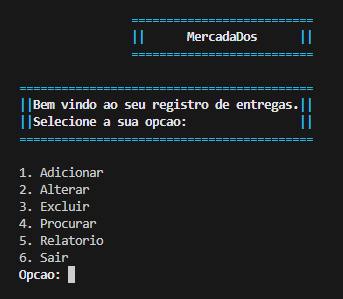 ==========================
||      MercadaDos      ||
==========================
==========================================
||Bem vindo ao seu registro de entregas.||
||Selecione a sua opcao:                ||
==========================================
1. Adicionar
2. Alterar
3. Excluir
4. Procurar
5. Relatorio
6. Sair
Opcao: